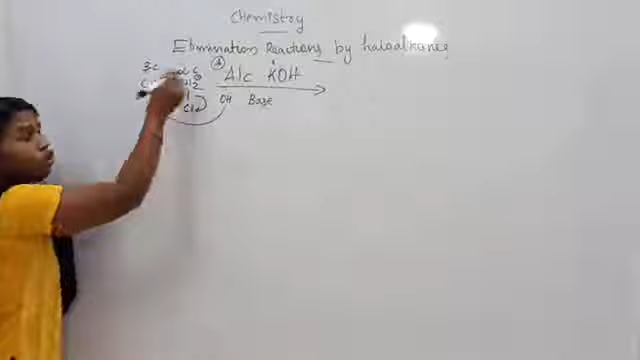 Chemistry
Elimination Reactions by haloalkanes
Alc KOH
OH Base